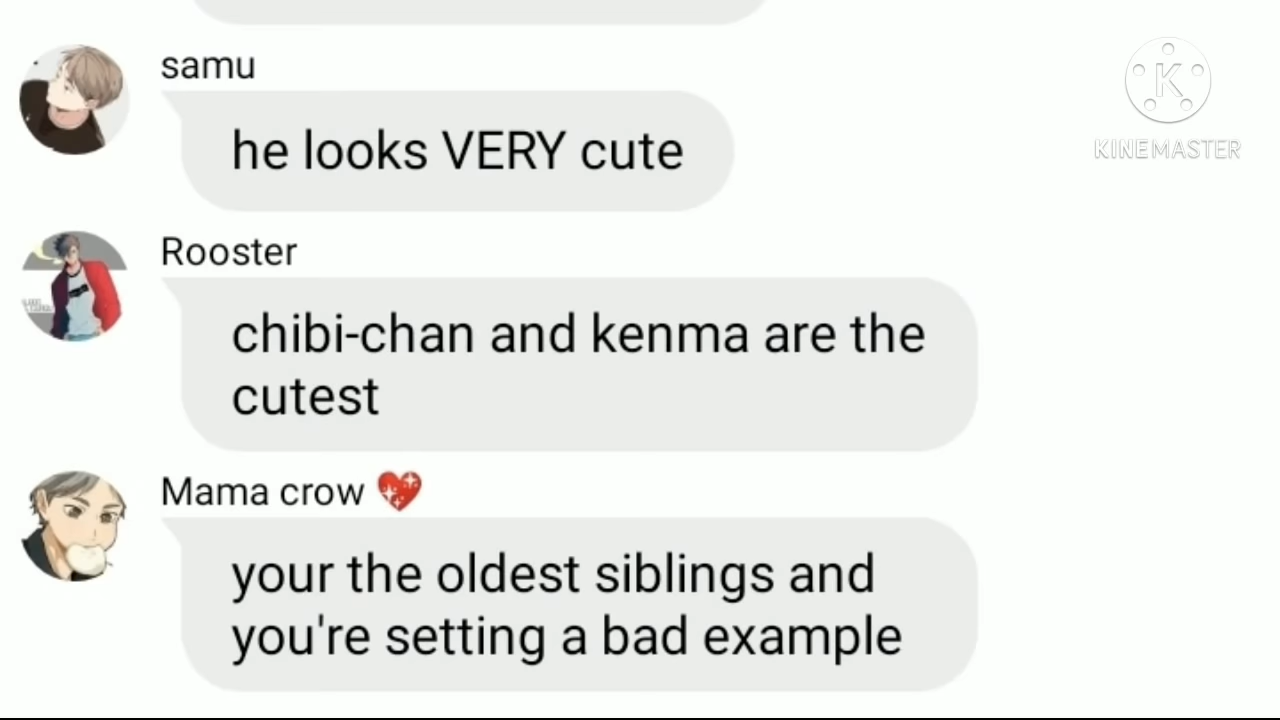 samu
he looks VERY cute
K
KINEMASTER
Rooster
chibi-chan and kenma are the
cutest
Mama crow 💖
your the oldest siblings and
you're setting a bad example